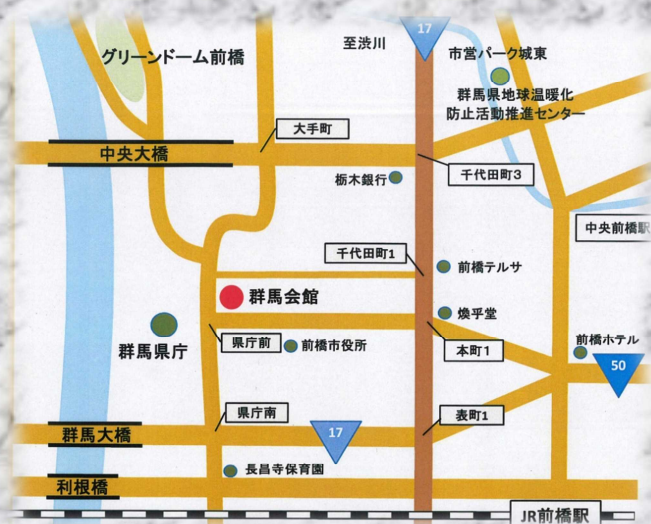 17
至渋川
市営パーク城東
グリーンドーム前橋
群馬県地球温暖化
防止活動推進センター
大手町
中央大橋
千代田町3
栃木銀行
中央前橋駅
千代田町1
前橋テルサ
群馬会館
煥乎堂
県庁前
前橋市役所
本町1
前橋ホテル
群馬県庁
50
県庁南
表町1
群馬大橋
17
長昌寺保育園
利根橋
JR前橋駅